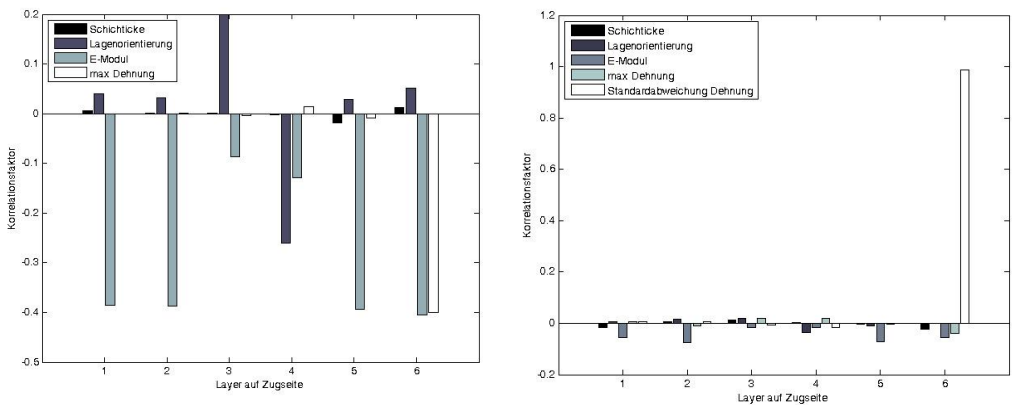 0.2
0.1
0
-0.1
-0.2
-0.3
-0.4
-0.5
Korrelationsfaktor
Schichticke
Lagenorientierung
E-Modul
max Dehnung
1 2 3 4 5 6
Layer auf Zugseite
1.2
1
0.8
0.6
0.4
0.2
0
-0.2
Korrelationsfaktor
Schichticke
Lagenorientierung
E-Modul
max Dehnung
Standardabweichung Dehnung
1 2 3 4 5 6
Layer auf Zugseite